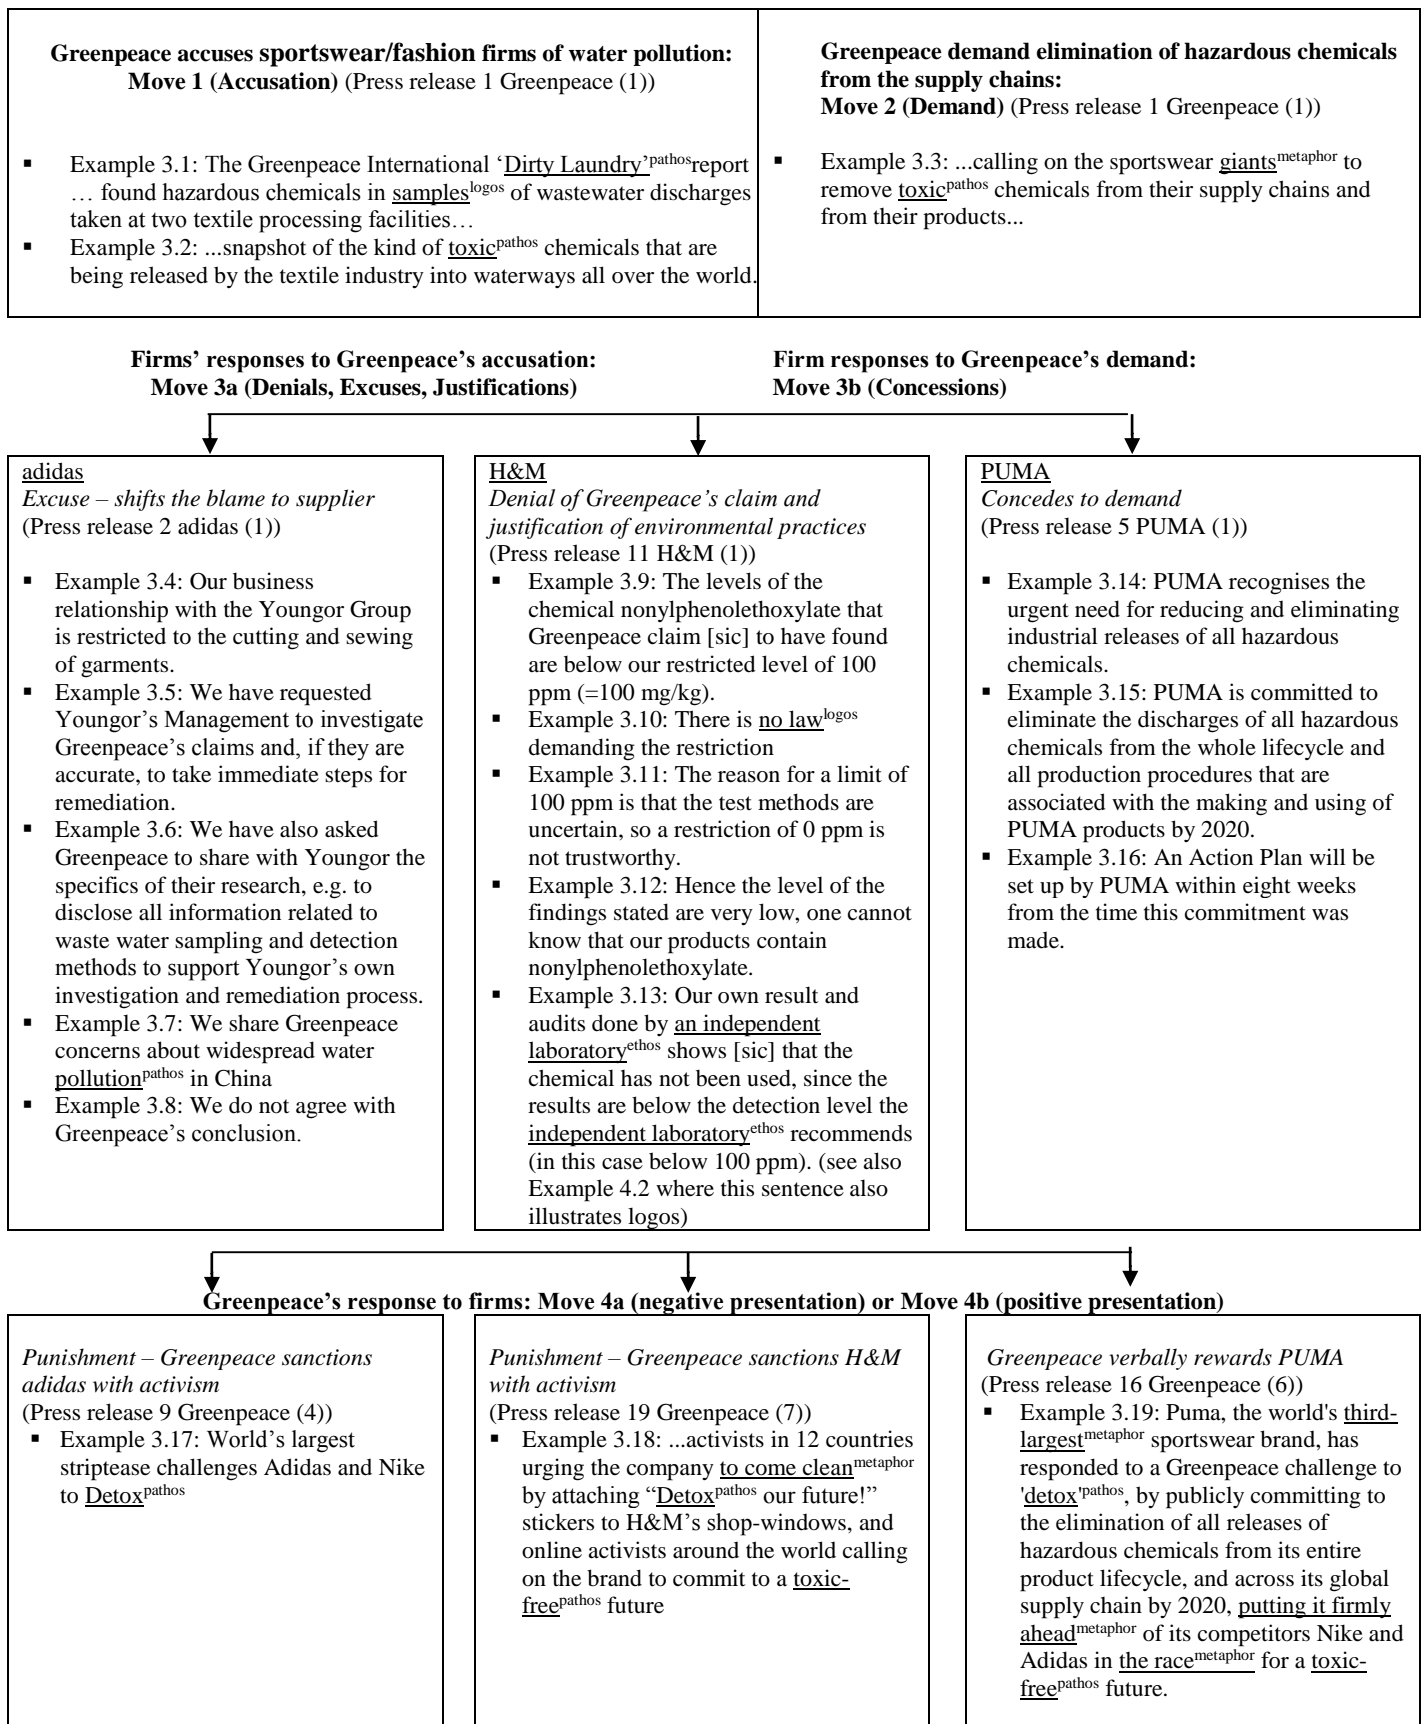 Greenpeace accuses sportswear/fashion firms of water pollution:
Move 1 (Accusation) (Press release 1 Greenpeace (1))
▪ Example 3.1: The Greenpeace International ‘Dirty Laundry’pathosreport
… found hazardous chemicals in sampleslogos of wastewater discharges
taken at two textile processing facilities…
▪ Example 3.2: ...snapshot of the kind of toxicpathos chemicals that are
being released by the textile industry into waterways all over the world.
Greenpeace demand elimination of hazardous chemicals
from the supply chains:
Move 2 (Demand) (Press release 1 Greenpeace (1))
▪ Example 3.3: ...calling on the sportswear giantsmetaphor to
remove toxicpathos chemicals from their supply chains and
from their products...
Firms’ responses to Greenpeace’s accusation:
Move 3a (Denials, Excuses, Justifications)
Firm responses to Greenpeace’s demand:
Move 3b (Concessions)
adidas
Excuse – shifts the blame to supplier
(Press release 2 adidas (1))
▪ Example 3.4: Our business
relationship with the Youngor Group
is restricted to the cutting and sewing
of garments.
▪ Example 3.5: We have requested
Youngor’s Management to investigate
Greenpeace’s claims and, if they are
accurate, to take immediate steps for
remediation.
▪ Example 3.6: We have also asked
Greenpeace to share with Youngor the
specifics of their research, e.g. to
disclose all information related to
waste water sampling and detection
methods to support Youngor’s own
investigation and remediation process.
▪ Example 3.7: We share Greenpeace
concerns about widespread water
pollutionpathos in China
▪ Example 3.8: We do not agree with
Greenpeace’s conclusion.
H&M
Denial of Greenpeace’s claim and
justification of environmental practices
(Press release 11 H&M (1))
▪ Example 3.9: The levels of the
chemical nonylphenolethoxylate that
Greenpeace claim [sic] to have found
are below our restricted level of 100
ppm (=100 mg/kg).
▪ Example 3.10: There is no lawlogos
demanding the restriction
▪ Example 3.11: The reason for a limit of
100 ppm is that the test methods are
uncertain, so a restriction of 0 ppm is
not trustworthy.
▪ Example 3.12: Hence the level of the
findings stated are very low, one cannot
know that our products contain
nonylphenolethoxylate.
▪ Example 3.13: Our own result and
audits done by an independent
laboratoryethos shows [sic] that the
chemical has not been used, since the
results are below the detection level the
independent laboratoryethos recommends
(in this case below 100 ppm). (see also
Example 4.2 where this sentence also
illustrates logos)
PUMA
Concedes to demand
(Press release 5 PUMA (1))
▪ Example 3.14: PUMA recognises the
urgent need for reducing and eliminating
industrial releases of all hazardous
chemicals.
▪ Example 3.15: PUMA is committed to
eliminate the discharges of all hazardous
chemicals from the whole lifecycle and
all production procedures that are
associated with the making and using of
PUMA products by 2020.
▪ Example 3.16: An Action Plan will be
set up by PUMA within eight weeks
from the time this commitment was
made.
Greenpeace’s response to firms: Move 4a (negative presentation) or Move 4b (positive presentation)
Punishment – Greenpeace sanctions
adidas with activism
(Press release 9 Greenpeace (4))
▪ Example 3.17: World’s largest
striptease challenges Adidas and Nike
to Detoxpathos
Punishment – Greenpeace sanctions H&M
with activism
(Press release 19 Greenpeace (7))
▪ Example 3.18: ...activists in 12 countries
urging the company to come cleanmetaphor
by attaching “Detoxpathos our future!”
stickers to H&M’s shop-windows, and
online activists around the world calling
on the brand to commit to a toxic-
freepathos future
Greenpeace verbally rewards PUMA
(Press release 16 Greenpeace (6))
▪ Example 3.19: Puma, the world's third-
largestmetaphor sportswear brand, has
responded to a Greenpeace challenge to
'detox'pathos, by publicly committing to
the elimination of all releases of
hazardous chemicals from its entire
product lifecycle, and across its global
supply chain by 2020, putting it firmly
aheadmetaphor of its competitors Nike and
Adidas in the racemetaphor for a toxic-
freepathos future.